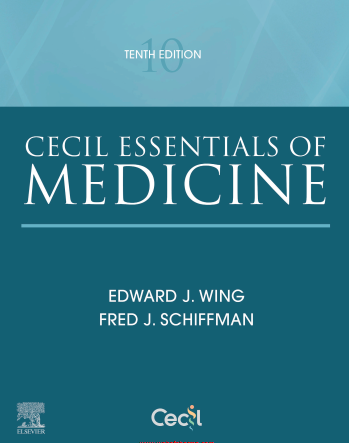 10
TENTH EDITION
CECIL ESSENTIALS OF
MEDICINE
EDWARD J. WING
FRED J. SCHIFFMAN
ELSEVIER
Cecil